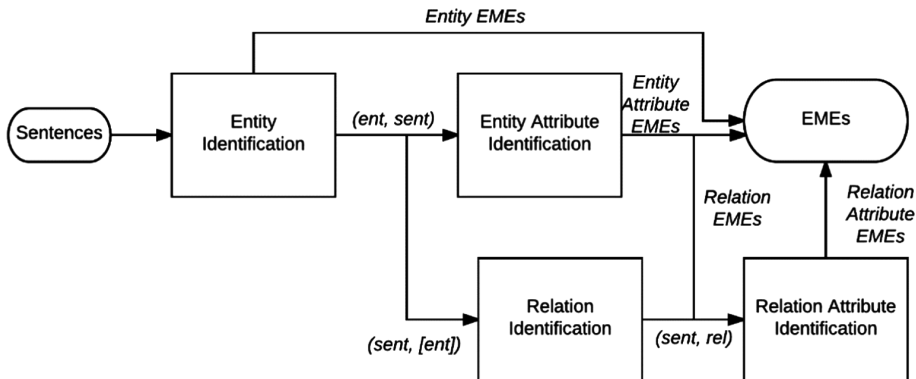 Entity EMEs
Sentences
Entity
Identification
(ent, sent)
Entity Attribute
Identification
Entity
Attribute
EMEs
EMEs
Relation
EMEs
Relation
Attribute
EMEs
(sent, [ent])
Relation
Identification
(sent, rel)
Relation Attribute
Identification